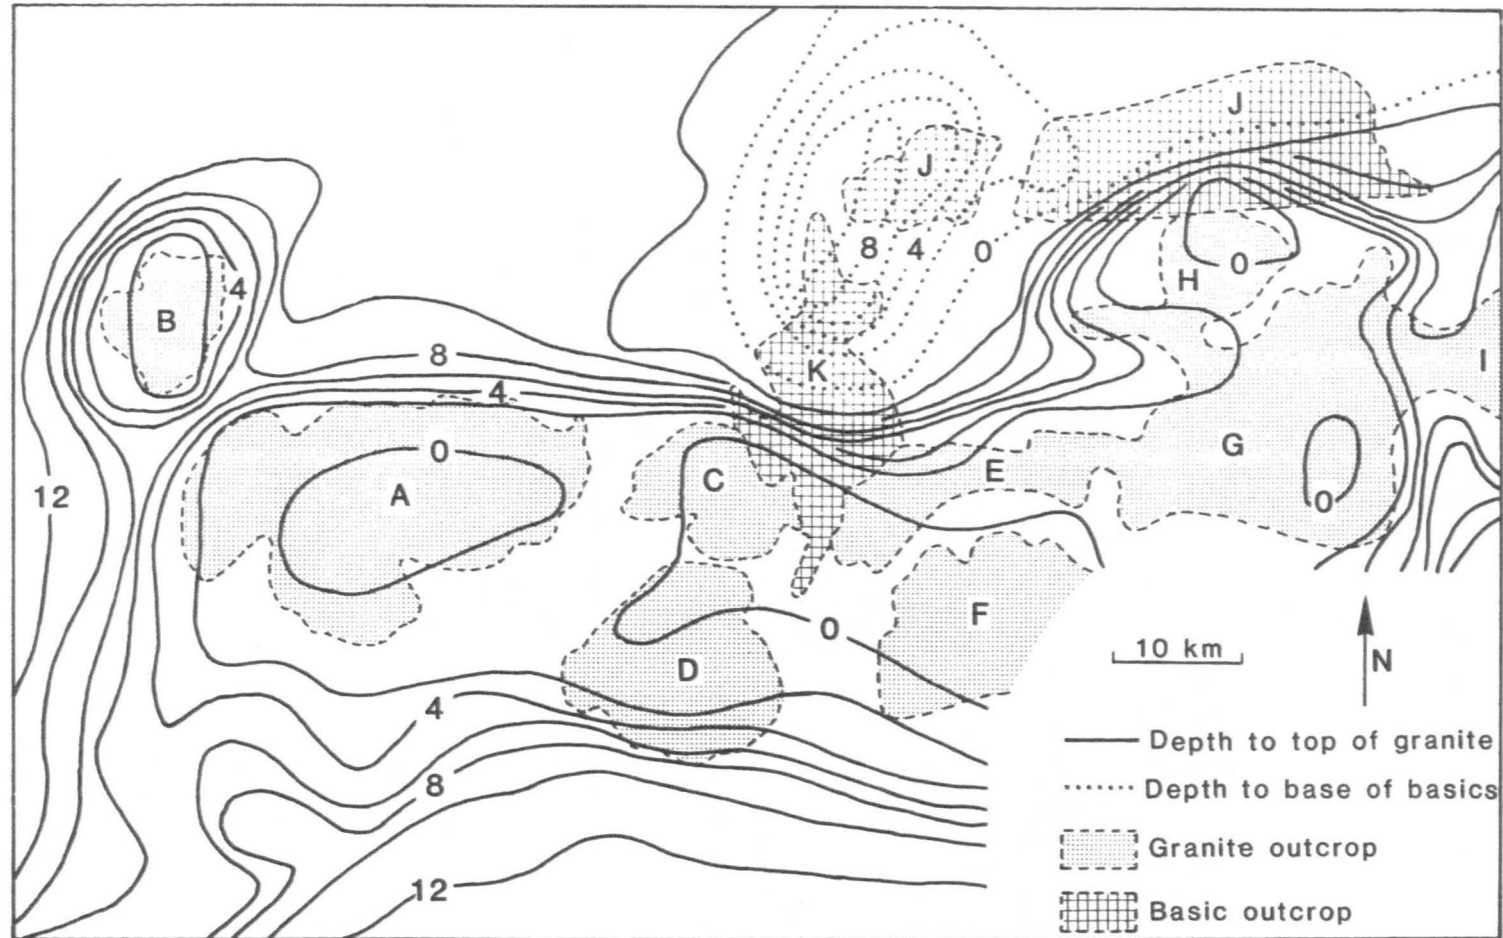 J
J
8 4 0
H
0
B
4
8
K
I
4
0
G
E
C
A
12
0
F
0
10 km
N
D
4
Depth to top of granite
8
Depth to base of basics
Granite outcrop
12
Basic outcrop